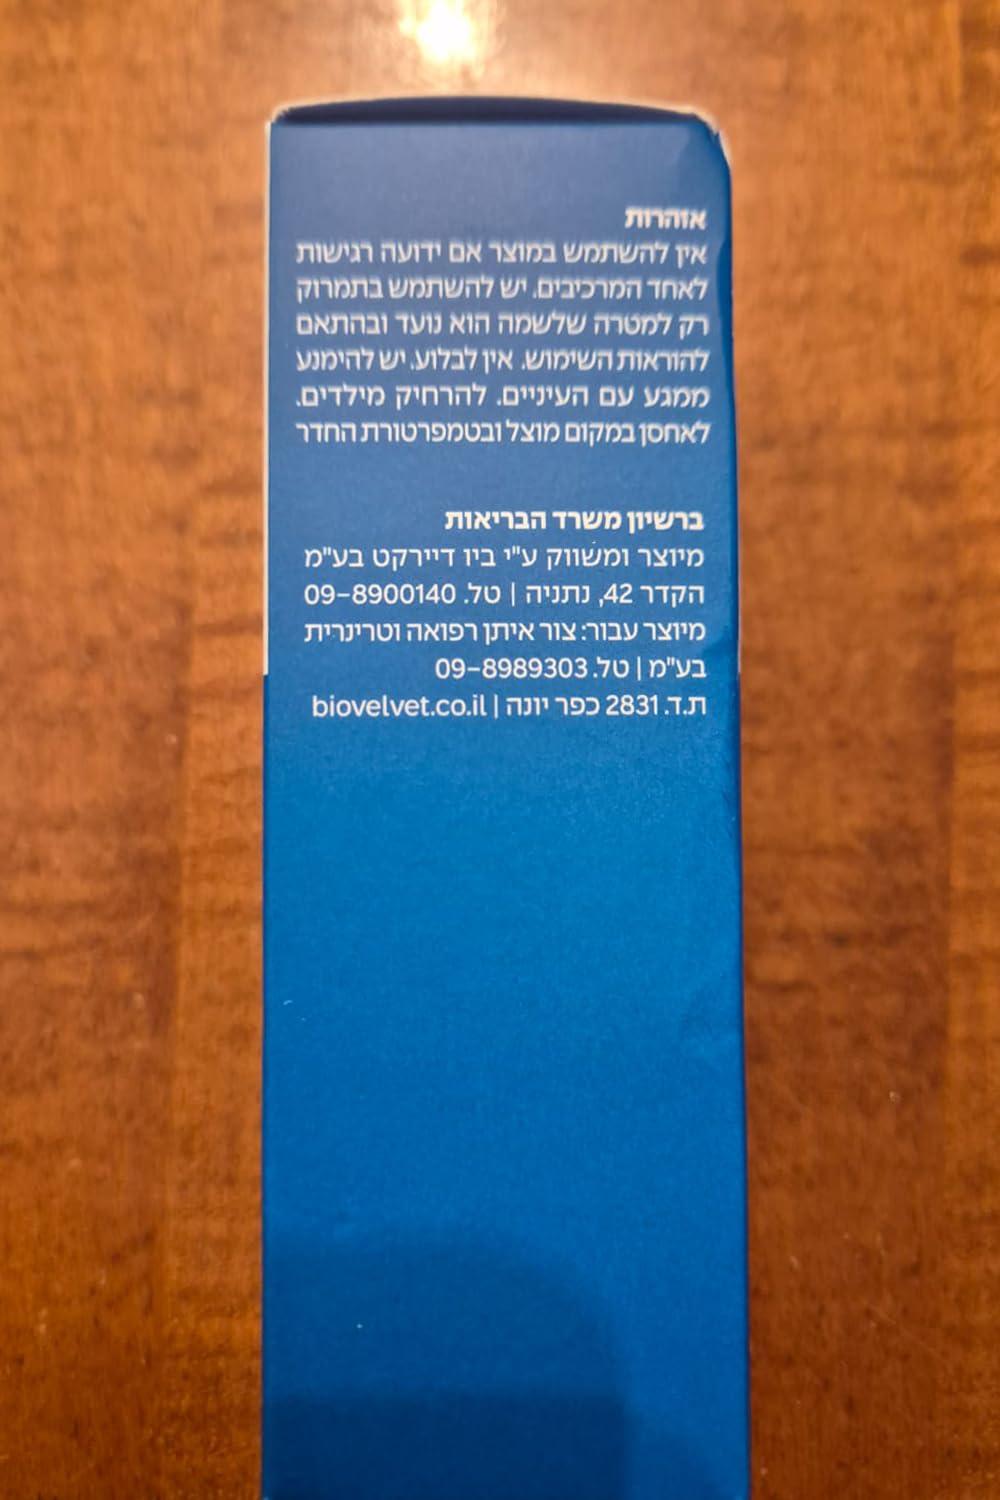 אזהרות
אין להשתמש במוצר אם ידועה רגישות
לאחד המרכיבים. יש להשתמש בתמרוק
רק למטרה שלשמה הוא נועד ובהתאם
להוראות השימוש. אין לבלוע. יש להימנע
ממגע עם העיניים. להרחיק מילדים.
לאחסן במקום מוצל ובטמפרטורת החדר
ברשיון משרד הבריאות
מיוצר ומשווק ע"י ביו דיירקט בע"מ
הקדר 42, נתניה | טל. 09-8900140
מיוצר עבור: צור איתן רפואה וטרינרית
בע"מ | טל. 09-8989303
ת.ד. 2831 כפר יונה | biovelvet.co.il